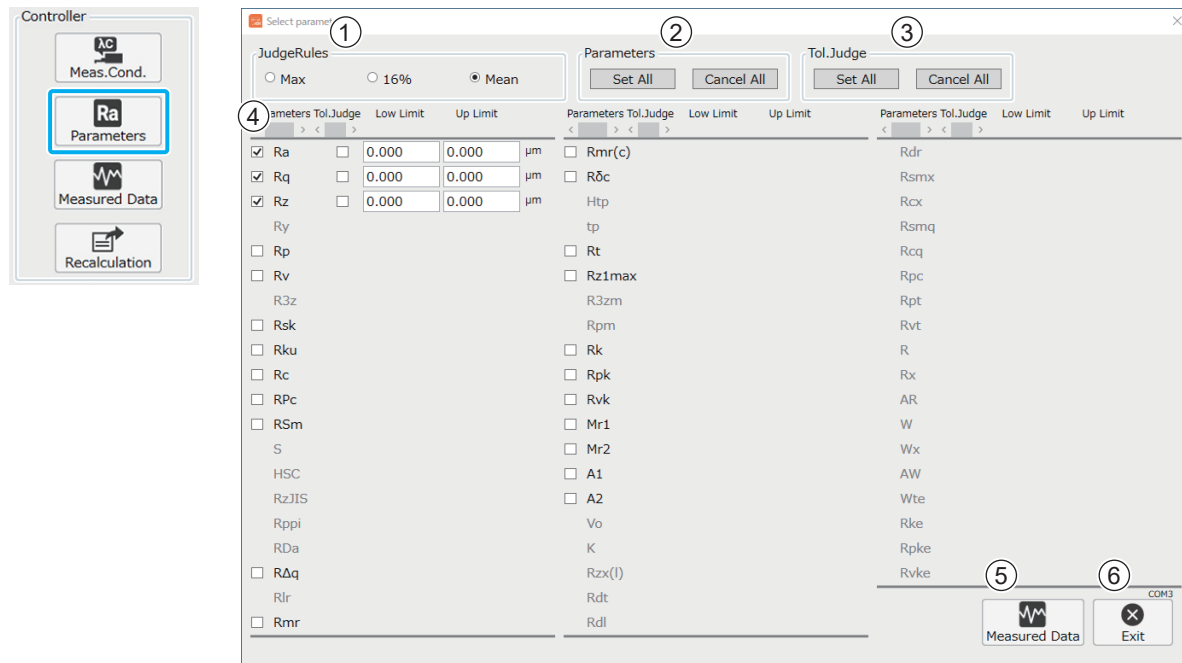 Controller
λC
Meas.Cond.
Ra
Parameters
Measured Data
Recalculation
Select paramet
① ② ③
JudgeRules Parameters Tol.Judge
Max 16% Mean Set All Cancel All Set All Cancel All
④ ameters Tol.Judge Low Limit Up Limit Parameters Tol.Judge Low Limit Up Limit Parameters Tol.Judge Low Limit Up Limit
Ra 0.000 0.000 µm Rmr(c) Rdr
Rq 0.000 0.000 µm Rδc Rsmx
Rz 0.000 0.000 µm Htp Rcx
Ry tp Rsmq
Rp Rt Rcq
Rv Rz1max Rpc
R3z R3zm Rpt
Rsk Rpm Rvt
Rku Rk R
Rc Rpk Rx
RPc Rvk AR
RSm Mr1 W
S Mr2 Wx
HSC A1 AW
RzJIS A2 Wte
Rppi Vo Rke
RDa K Rpke
RΔq Rzx(l) Rvke
Rlr Rdt
Rmr Rdl
⑤ ⑥
COM3
Measured Data Exit